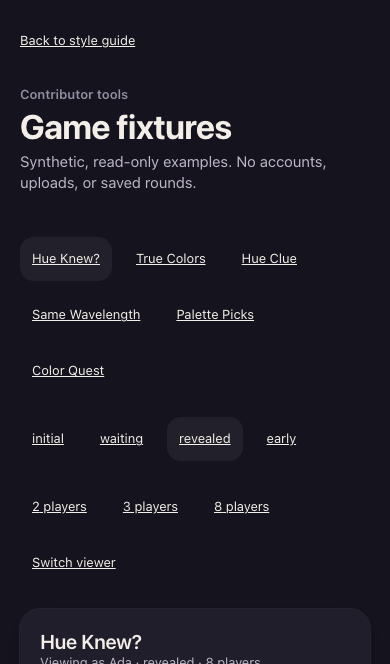 Back to style guide
Contributor tools
Game fixtures
Synthetic, read-only examples. No accounts,
uploads, or saved rounds.
Hue Knew? True Colors Hue Clue
Same Wavelength Palette Picks
Color Quest
initial waiting revealed early
2 players 3 players 8 players
Switch viewer
Hue Knew?
Viewing as Ada · revealed · 8 players